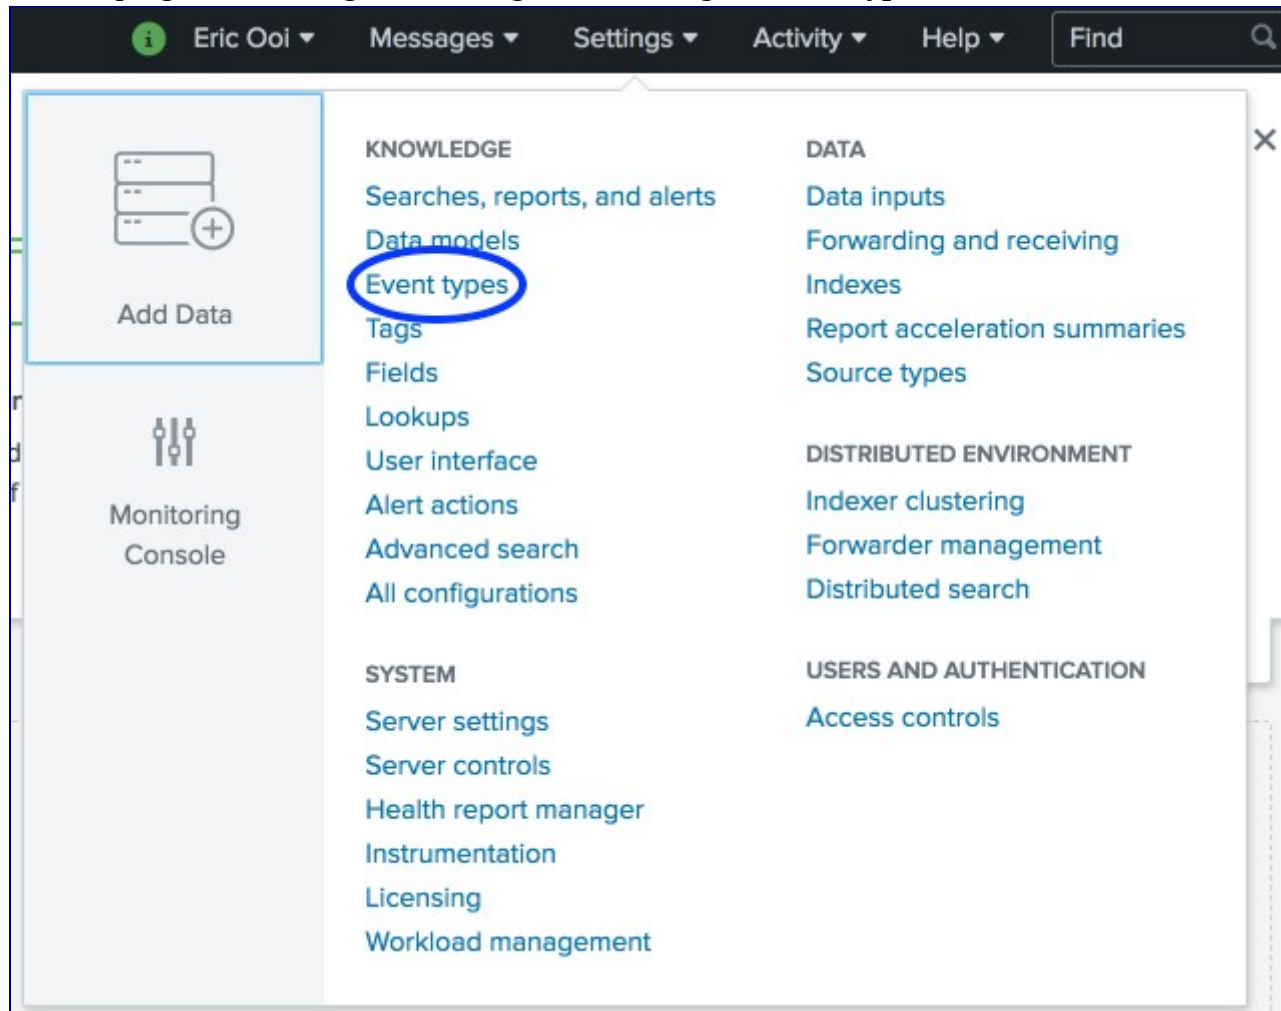 Eric Ooi Messages Settings Activity Help Find
Add Data
Monitoring
Console
KNOWLEDGE
Searches, reports, and alerts
Data models
Event types
Tags
Fields
Lookups
User interface
Alert actions
Advanced search
All configurations
SYSTEM
Server settings
Server controls
Health report manager
Instrumentation
Licensing
Workload management
DATA
Data inputs
Forwarding and receiving
Indexes
Report acceleration summaries
Source types
DISTRIBUTED ENVIRONMENT
Indexer clustering
Forwarder management
Distributed search
USERS AND AUTHENTICATION
Access controls